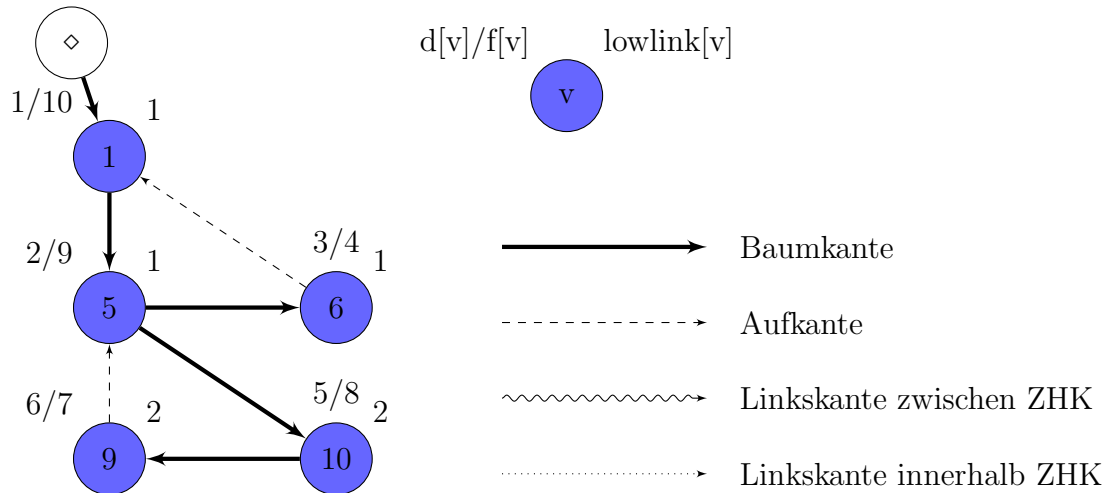 ◇
d[v]/f[v] lowlink[v]
v
1/10 1
1
2/9 1
5
3/4 1
6
6/7 2
9
5/8 2
10
Baumkante
Aufkante
Linkskante zwischen ZHK
Linkskante innerhalb ZHK